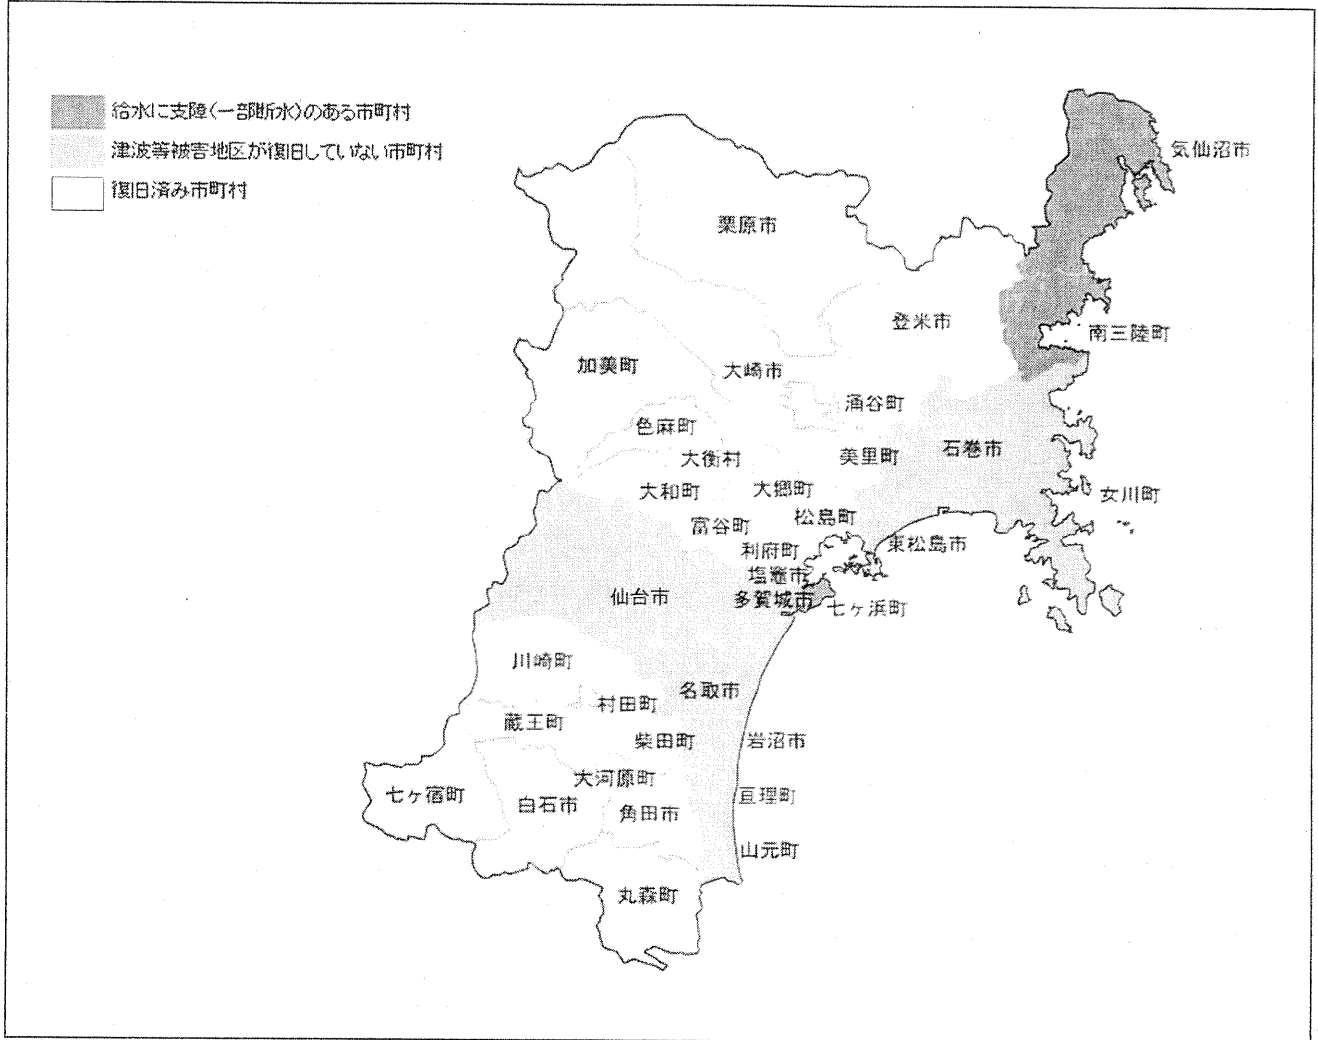 給水に支障(一部断水)のある市町村
津波等被害地区が復旧していない市町村
復旧済み市町村
気仙沼市
栗原市
登米市
南三陸町
加美町
大崎市
涌谷町
色麻町
大衡村
美里町
石巻市
大和町
大郷町
女川町
富谷町
松島町
利府町
東松島市
塩竈市
仙台市
多賀城市
七ヶ浜町
川崎町
名取市
村田町
蔵王町
柴田町
岩沼市
大河原町
七ヶ宿町
白石市
角田市
亘理町
山元町
丸森町